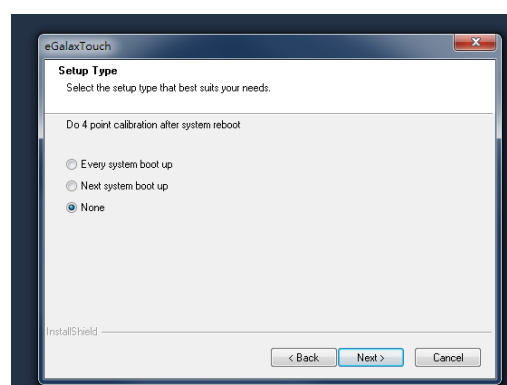 eGalaxTouch
Setup Type
Select the setup type that best suits your needs.
Do 4 point calibration after system reboot
Every system boot up
Next system boot up
None
InstallShield
< Back Next > Cancel